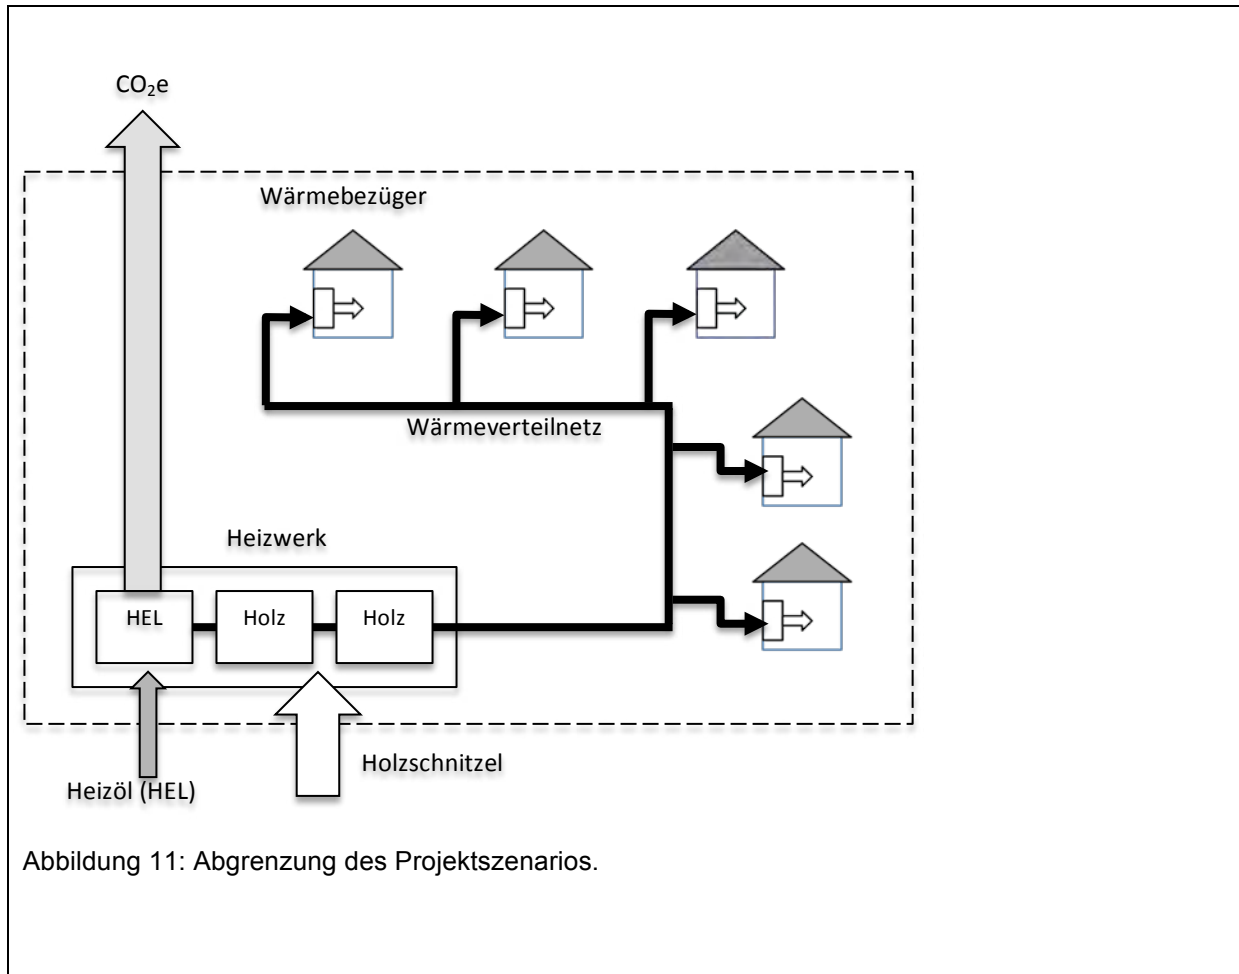 CO₂e
Wärmebezüger
Wärmeverteilnetz
Heizwerk
HEL
Holz
Holz
Holzschnitzel
Heizöl (HEL)
Abbildung 11: Abgrenzung des Projektszenarios.